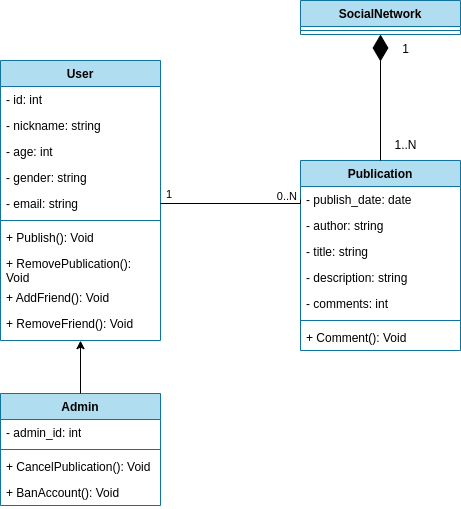 SocialNetwork
1
1..N
User
- id: int
- nickname: string
- age: int
- gender: string
- email: string
+ Publish(): Void
+ RemovePublication():
Void
+ AddFriend(): Void
+ RemoveFriend(): Void
1
0..N
Publication
- publish_date: date
- author: string
- title: string
- description: string
- comments: int
+ Comment(): Void
Admin
- admin_id: int
+ CancelPublication(): Void
+ BanAccount(): Void